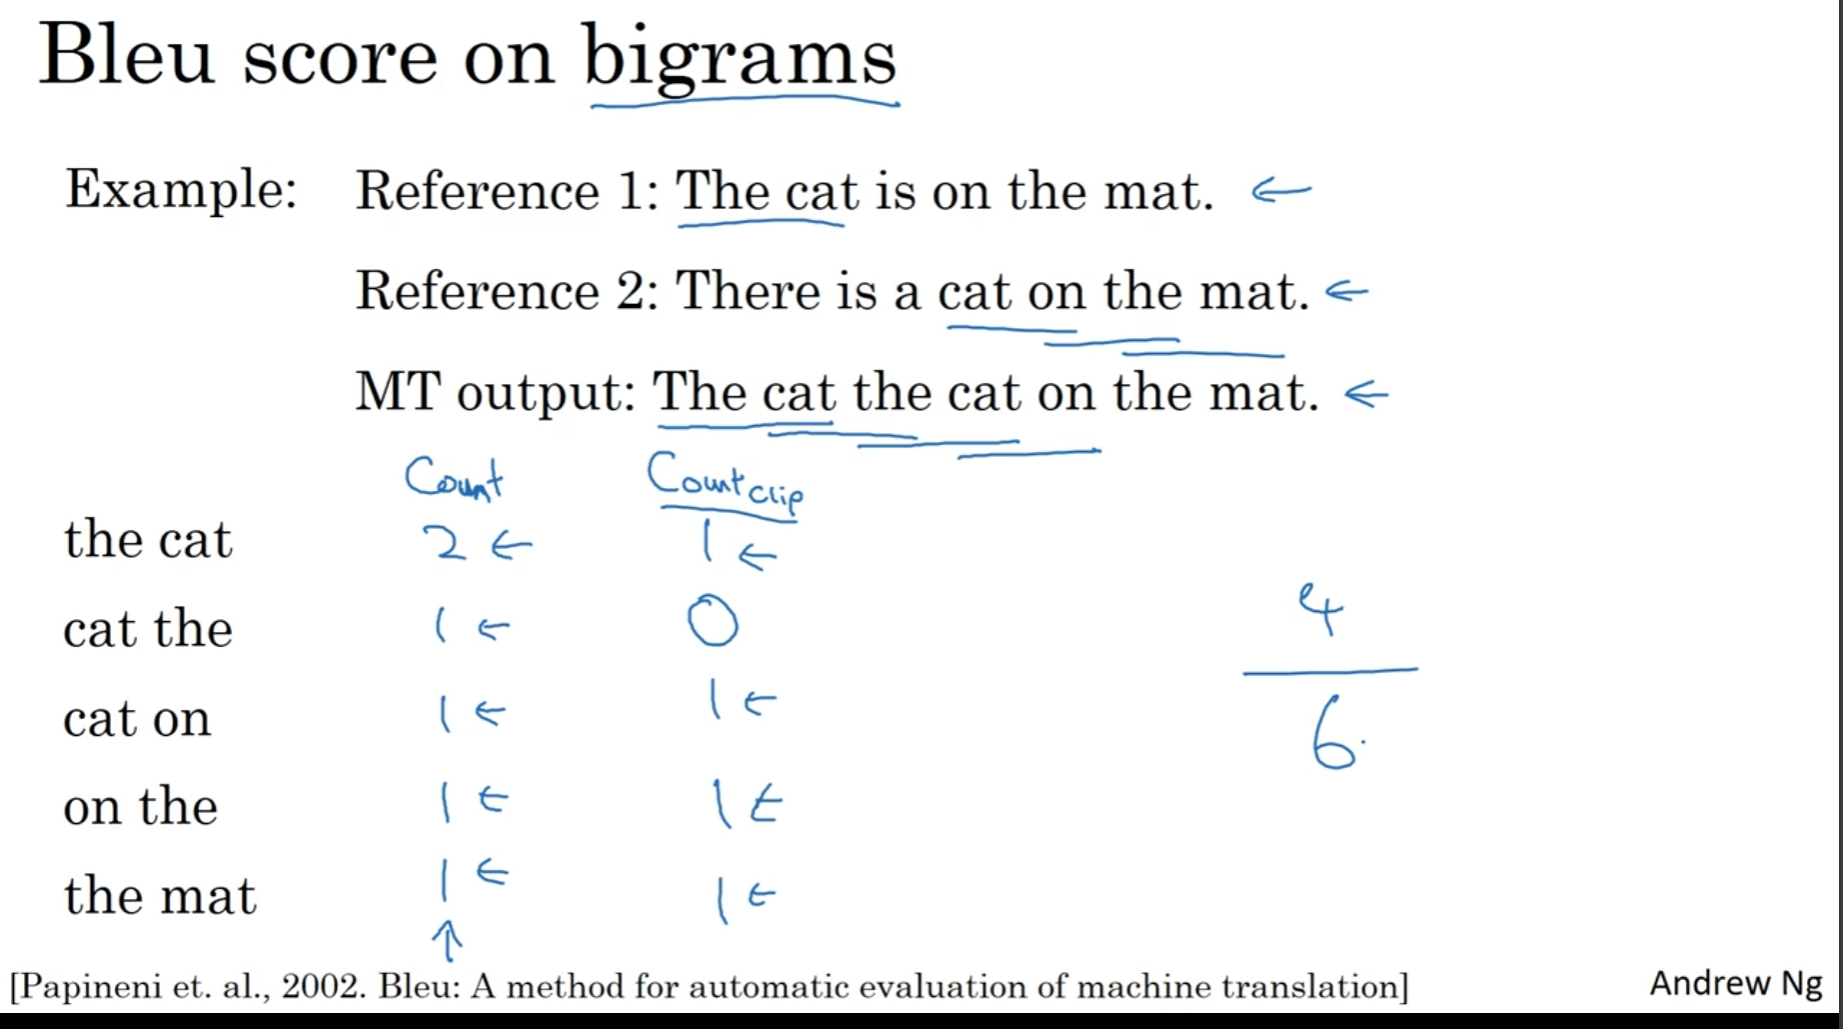 Bleu score on bigrams
Example: Reference 1: The cat is on the mat. ←
Reference 2: There is a cat on the mat. ←
MT output: The cat the cat on the mat. ←
Count Count clip
the cat 2 ← 1 ←
cat the 1 ← 0
cat on 1 ← 1 ←
on the 1 ← 1 ←
the mat 1 ← 1 ←
↑
4
6
[Papineni et. al., 2002. Bleu: A method for automatic evaluation of machine translation]
Andrew Ng